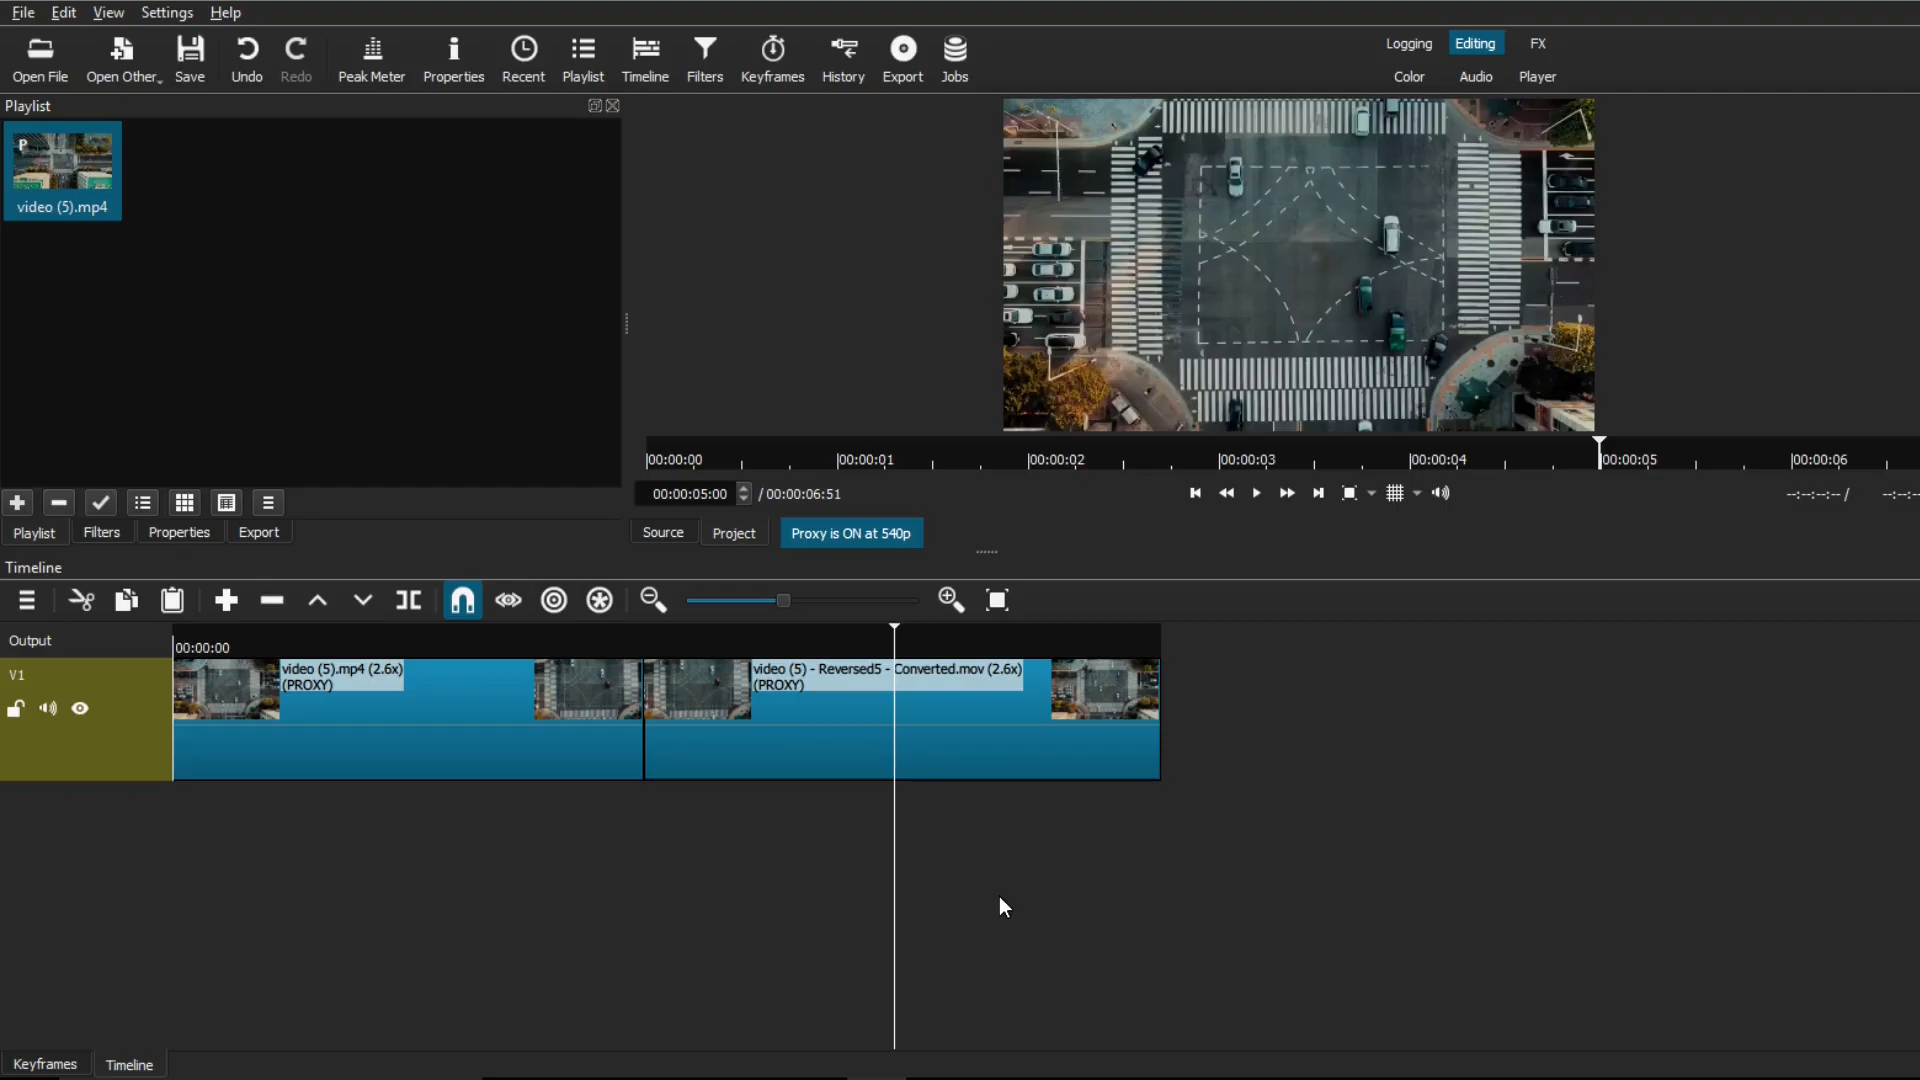 File Edit View Settings Help
Open File Open Other Save Undo Redo Peak Meter Properties Recent Playlist Timeline Filters Keyframes History Export Jobs
Logging Editing FX
Color Audio Player
Playlist
P
video (5).mp4
00:00:00 00:00:01 00:00:02 00:00:03 00:00:04 00:00:05 00:00:06
00:00:05:00 / 00:00:06:51
--:--:--:-- / --:--:--
Playlist Filters Properties Export
Source Project Proxy is ON at 540p
Timeline
Output
00:00:00
V1
video (5).mp4 (2.6x)
(PROXY)
video (5) - Reversed5 - Converted.mov (2.6x)
(PROXY)
Keyframes Timeline